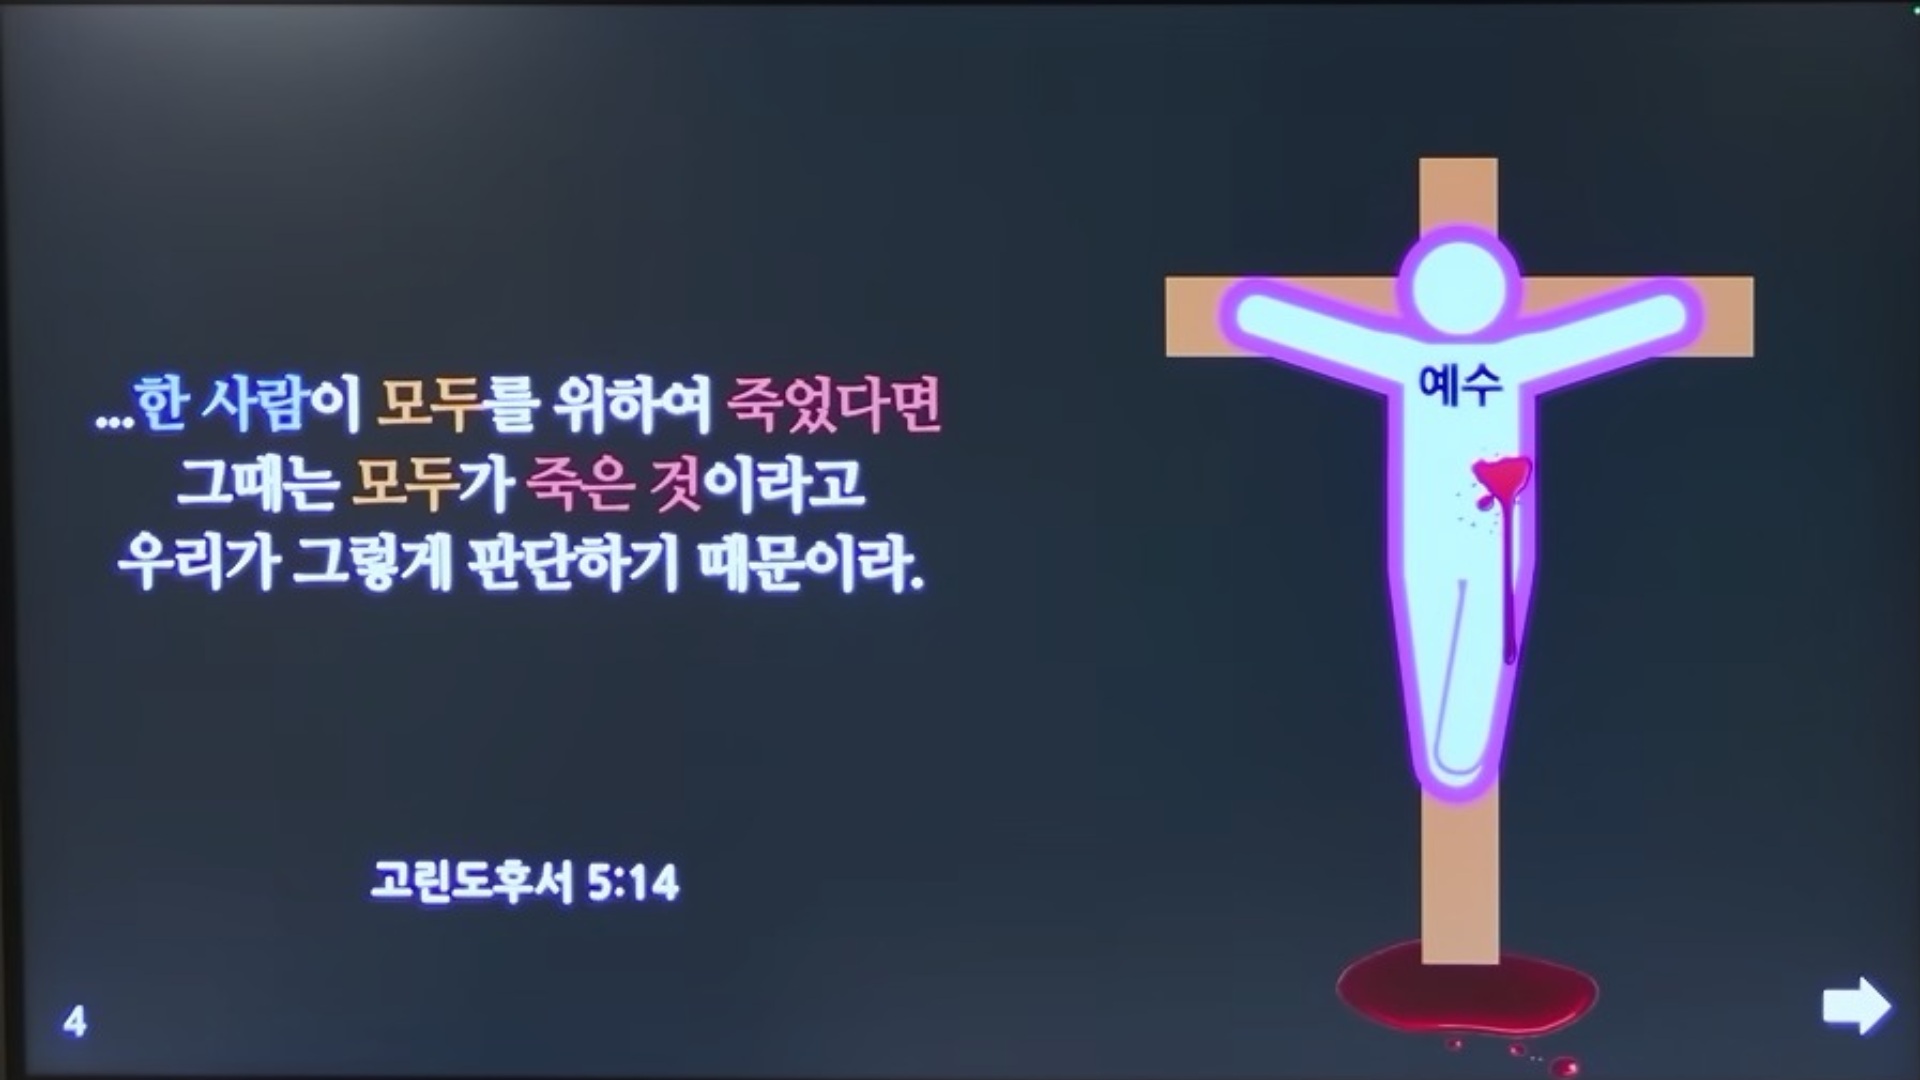 ...한 사람이 모두를 위하여 죽었다면
그때는 모두가 죽은 것이라고
우리가 그렇게 판단하기 때문이라.
고린도후서 5:14
4
예수